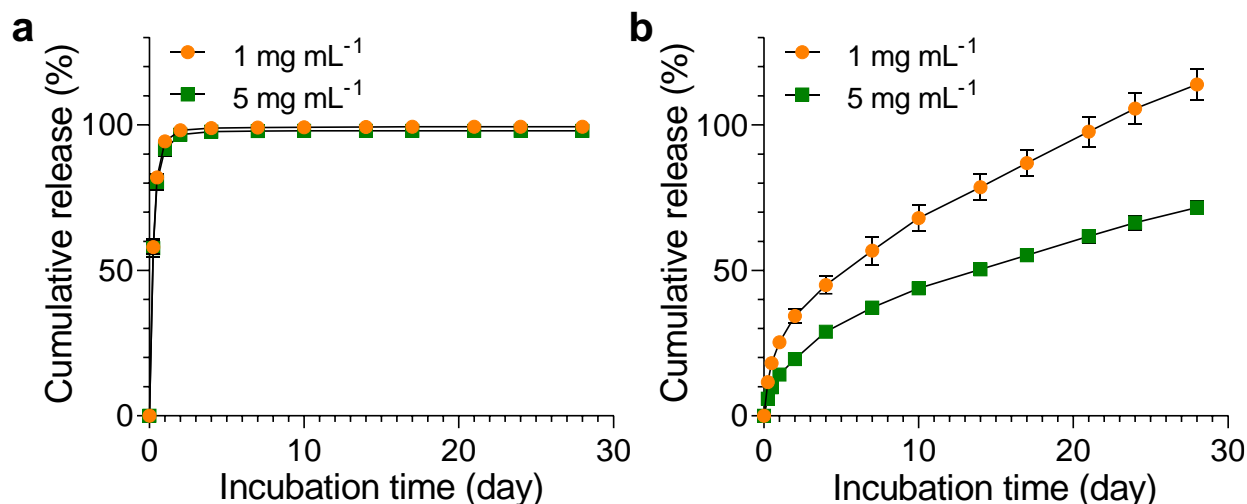 a
1 mg mL⁻¹
5 mg mL⁻¹
Cumulative release (%)
100
50
0
0 10 20 30
Incubation time (day)
b
1 mg mL⁻¹
5 mg mL⁻¹
Cumulative release (%)
100
50
0
0 10 20 30
Incubation time (day)